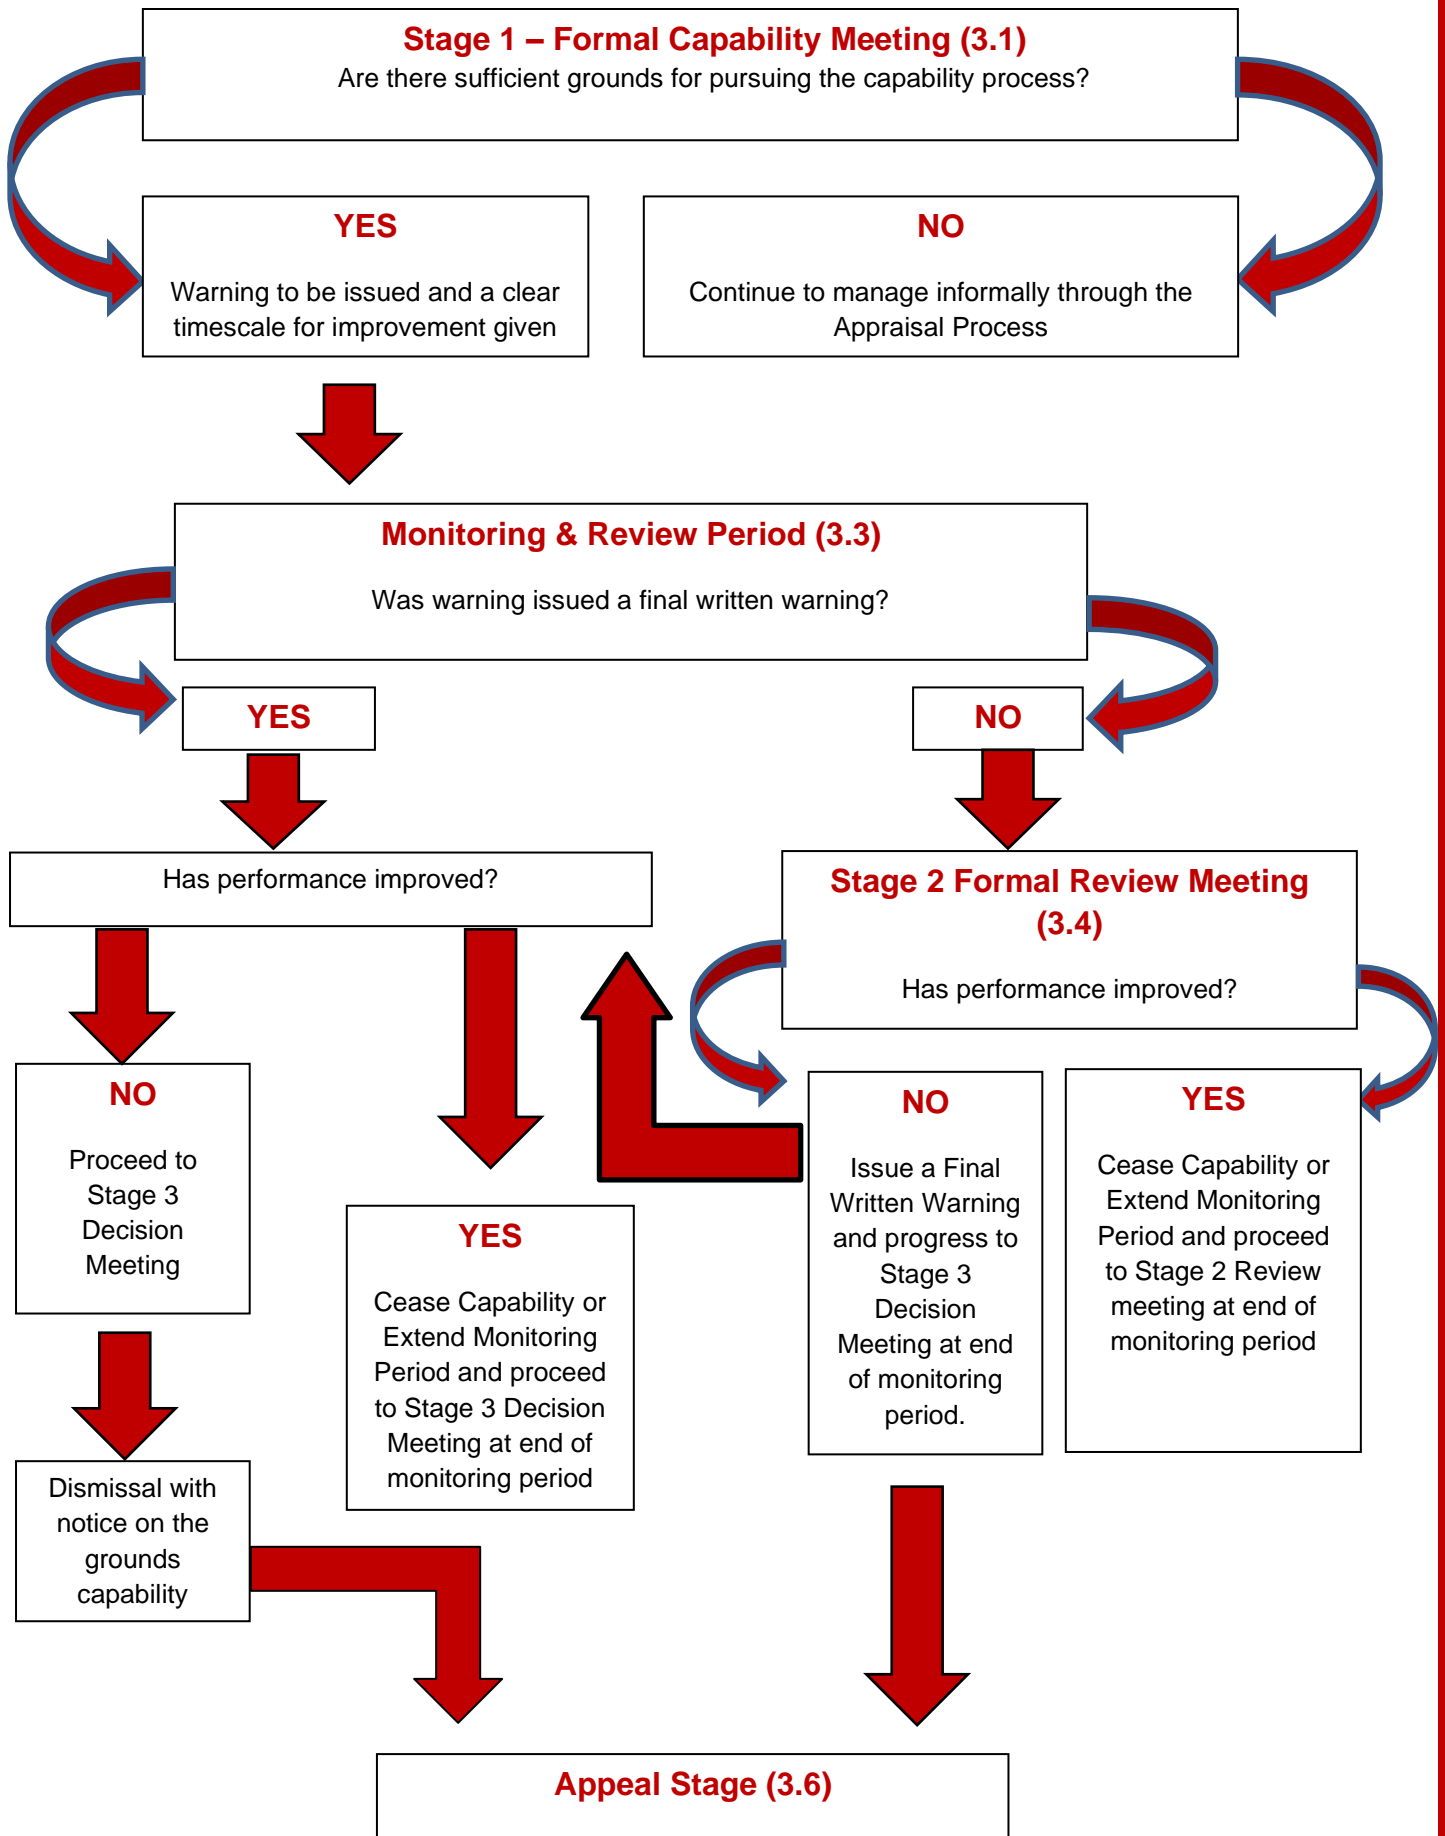 Stage 1 – Formal Capability Meeting (3.1)
Are there sufficient grounds for pursuing the capability process?
YES
Warning to be issued and a clear
timescale for improvement given
NO
Continue to manage informally through the
Appraisal Process
Monitoring & Review Period (3.3)
Was warning issued a final written warning?
YES
NO
Has performance improved?
Stage 2 Formal Review Meeting
(3.4)
Has performance improved?
NO
Proceed to
Stage 3
Decision
Meeting
YES
Cease Capability or
Extend Monitoring
Period and proceed
to Stage 3 Decision
Meeting at end of
monitoring period
NO
Issue a Final
Written Warning
and progress to
Stage 3
Decision
Meeting at end
of monitoring
period.
YES
Cease Capability or
Extend Monitoring
Period and proceed
to Stage 2 Review
meeting at end of
monitoring period
Dismissal with
notice on the
grounds
capability
Appeal Stage (3.6)